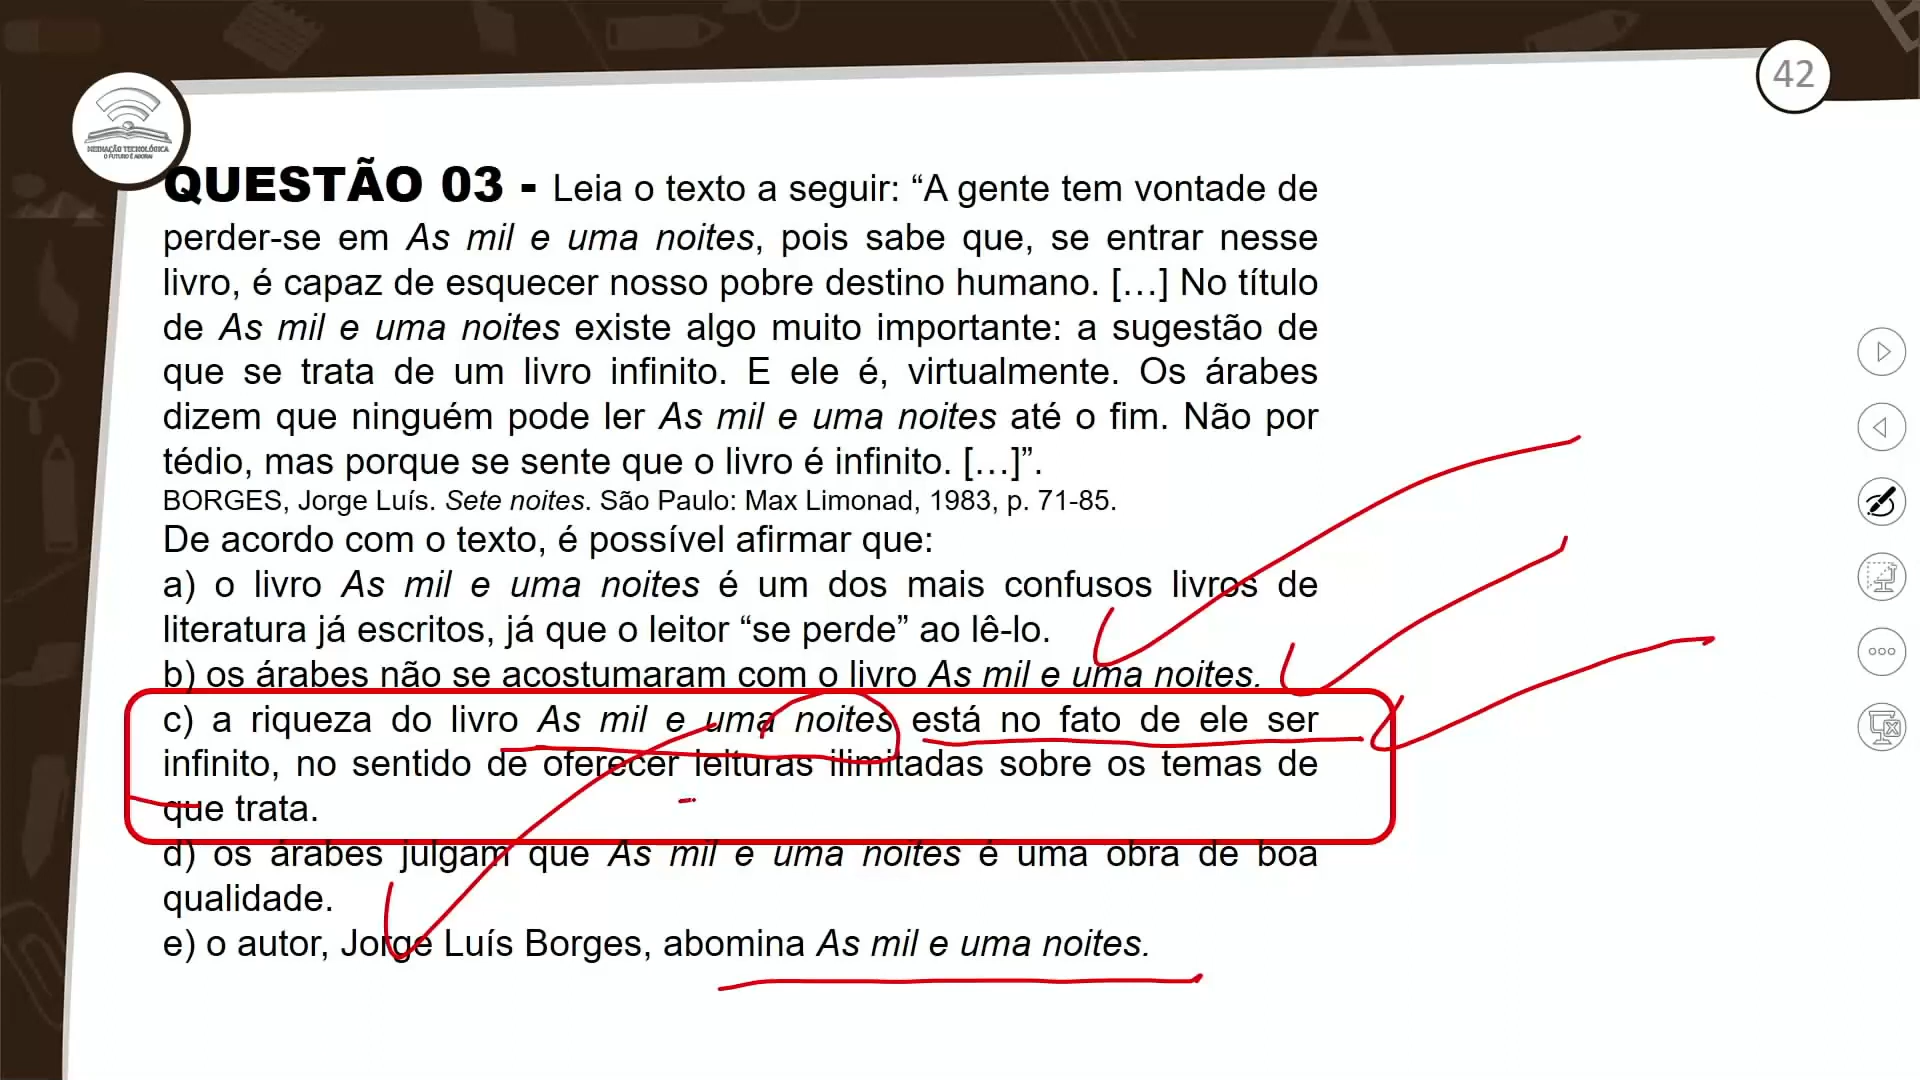 42
MEDIAÇÃO TECNOLÓGICA
O FUTURO É AGORA!
QUESTÃO 03 - Leia o texto a seguir: “A gente tem vontade de
perder-se em As mil e uma noites, pois sabe que, se entrar nesse
livro, é capaz de esquecer nosso pobre destino humano. […] No título
de As mil e uma noites existe algo muito importante: a sugestão de
que se trata de um livro infinito. E ele é, virtualmente. Os árabes
dizem que ninguém pode ler As mil e uma noites até o fim. Não por
tédio, mas porque se sente que o livro é infinito. […]”.
BORGES, Jorge Luís. Sete noites. São Paulo: Max Limonad, 1983, p. 71-85.
De acordo com o texto, é possível afirmar que:
a) o livro As mil e uma noites é um dos mais confusos livros de
literatura já escritos, já que o leitor “se perde” ao lê-lo.
b) os árabes não se acostumaram com o livro As mil e uma noites.
c) a riqueza do livro As mil e uma noites está no fato de ele ser
infinito, no sentido de oferecer leituras ilimitadas sobre os temas de
que trata.
d) os árabes julgam que As mil e uma noites é uma obra de boa
qualidade.
e) o autor, Jorge Luís Borges, abomina As mil e uma noites.